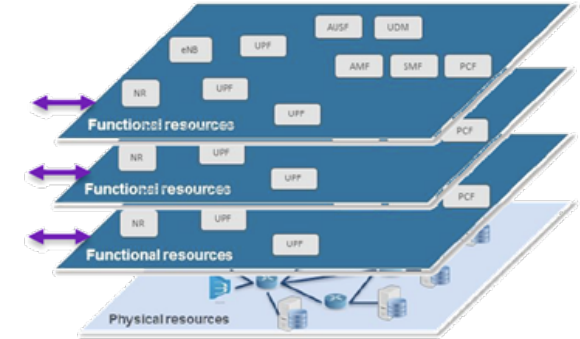 AUSF UDM
eNB UPF
AMF SMF PCF
NR UPF
UPF
Functional resources
PCF
NR UPF
UPF
Functional resources
PCF
NR UPF
UPF
Functional resources
Physical resources